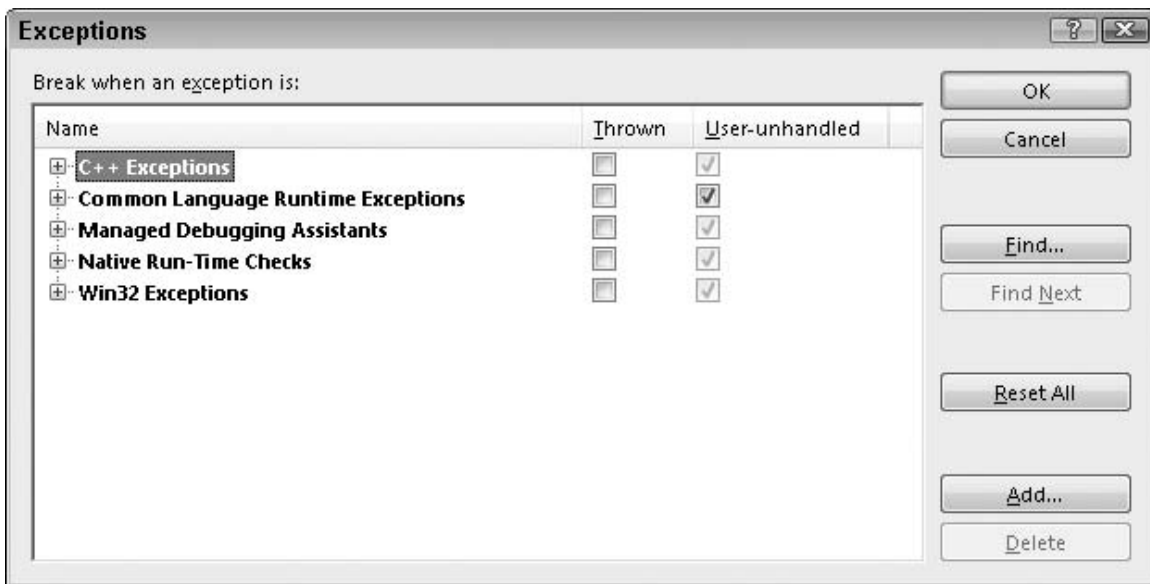 Exceptions
Break when an exception is:
Name Thrown User-unhandled
C++ Exceptions
Common Language Runtime Exceptions
Managed Debugging Assistants
Native Run-Time Checks
Win32 Exceptions
OK
Cancel
Find...
Find Next
Reset All
Add...
Delete